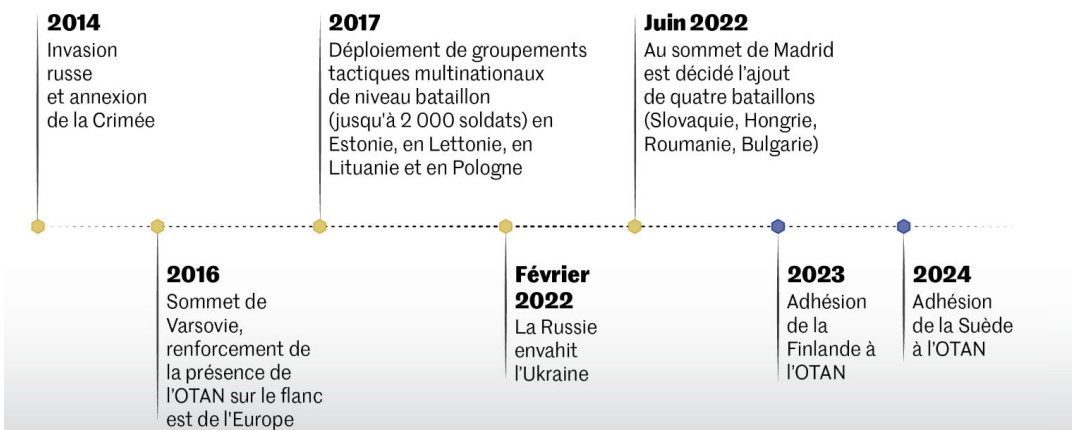 2014
Invasion
russe
et annexion
de la Crimée
2017
Déploiement de groupements
tactiques multinationaux
de niveau bataillon
(jusqu'à 2 000 soldats) en
Estonie, en Lettonie, en
Lituanie et en Pologne
Juin 2022
Au sommet de Madrid
est décidé l’ajout
de quatre bataillons
(Slovaquie, Hongrie,
Roumanie, Bulgarie)
2016
Sommet de
Varsovie,
renforcement de
la présence de
l’OTAN sur le flanc
est de l'Europe
Février
2022
La Russie
envahit
l’Ukraine
2023
Adhésion
de la
Finlande à
l’OTAN
2024
Adhésion
de la Suède
à l’OTAN